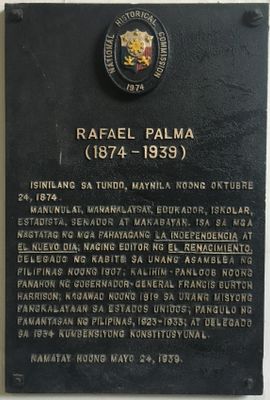 NATIONAL HISTORICAL COMMISSION
1974
RAFAEL PALMA
(1874-1939)
ISINILANG SA TUNDO, MAYNILA NOONG OKTUBRE
24, 1874.
MANUNULAT, MANANALAYSAY, EDUKADOR, ISKOLAR,
ESTADISTA, SENADOR AT MAKABAYAN. ISA SA MGA
NAGTATAG NG MGA PAHAYAGANG LA INDEPENDENCIA AT
EL NUEVO DIA; NAGING EDITOR NG EL RENACIMIENTO,
DELEGADO NG KABITE SA UNANG ASAMBLEA NG
PILIPINAS NOONG 1907; KALIHIM-PANLOOB NOONG
PANAHON NG GOBERNADOR-GENERAL FRANCIS BURTON
HARRISON; KAGAWAD NOONG 1919 SA UNANG MISYONG
PANGKALAYAAN SA ESTADOS UNIDOS; PANGULO NG
PAMANTASAN NG PILIPINAS, 1923-1933; AT DELEGADO
SA 1934 KUMBENSIYONG KONSTITUSYUNAL.
NAMATAY NOONG MAYO 24, 1939.